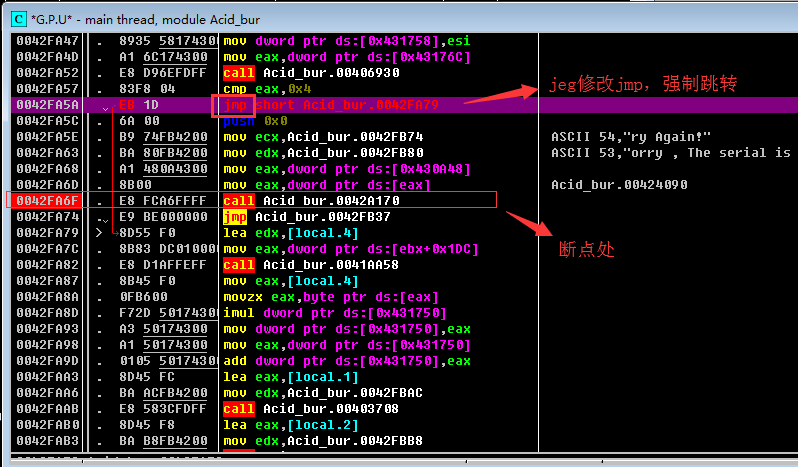 *G.P.U* - main thread, module Acid_bur
0042FA47 . 8935 58174300 mov dword ptr ds:[0x431758],esi
0042FA4D . A1 6C174300 mov eax,dword ptr ds:[0x43176C]
0042FA52 . E8 D96EFDFF call Acid_bur.00406930
0042FA57 . 83F8 04 cmp eax,0x4
0042FA5A EB 1D jmp short Acid_bur.0042FA79
0042FA5C . 6A 00 push 0x0
0042FA5E . B9 74FB4200 mov ecx,Acid_bur.0042FB74 ASCII 54,"ry Again!"
0042FA63 . BA 80FB4200 mov edx,Acid_bur.0042FB80 ASCII 53,"orry , The serial is
0042FA68 . A1 480A4300 mov eax,dword ptr ds:[0x430A48]
0042FA6D . 8B00 mov eax,dword ptr ds:[eax] Acid_bur.00424090
0042FA6F . E8 FCA6FFFF call Acid_bur.0042A170
0042FA74 . E9 BE000000 jmp Acid_bur.0042FB37
0042FA79 > 8D55 F0 lea edx,[local.4]
0042FA7C . 8B83 DC010000 mov eax,dword ptr ds:[ebx+0x1DC]
0042FA82 . E8 D1AFFEFF call Acid_bur.0041AA58
0042FA87 . 8B45 F0 mov eax,[local.4]
0042FA8A . 0FB600 movzx eax,byte ptr ds:[eax]
0042FA8D . F72D 50174300 imul dword ptr ds:[0x431750]
0042FA93 . A3 50174300 mov dword ptr ds:[0x431750],eax
0042FA98 . A1 50174300 mov eax,dword ptr ds:[0x431750]
0042FA9D . 0105 50174300 add dword ptr ds:[0x431750],eax
0042FAA3 . 8D45 FC lea eax,[local.1]
0042FAA6 . BA ACFB4200 mov edx,Acid_bur.0042FBAC
0042FAAB . E8 583CFDFF call Acid_bur.00403708
0042FAB0 . 8D45 F8 lea eax,[local.2]
0042FAB3 . BA B8FB4200 mov edx,Acid_bur.0042FBB8
jeg修改jmp，强制跳转
断点处